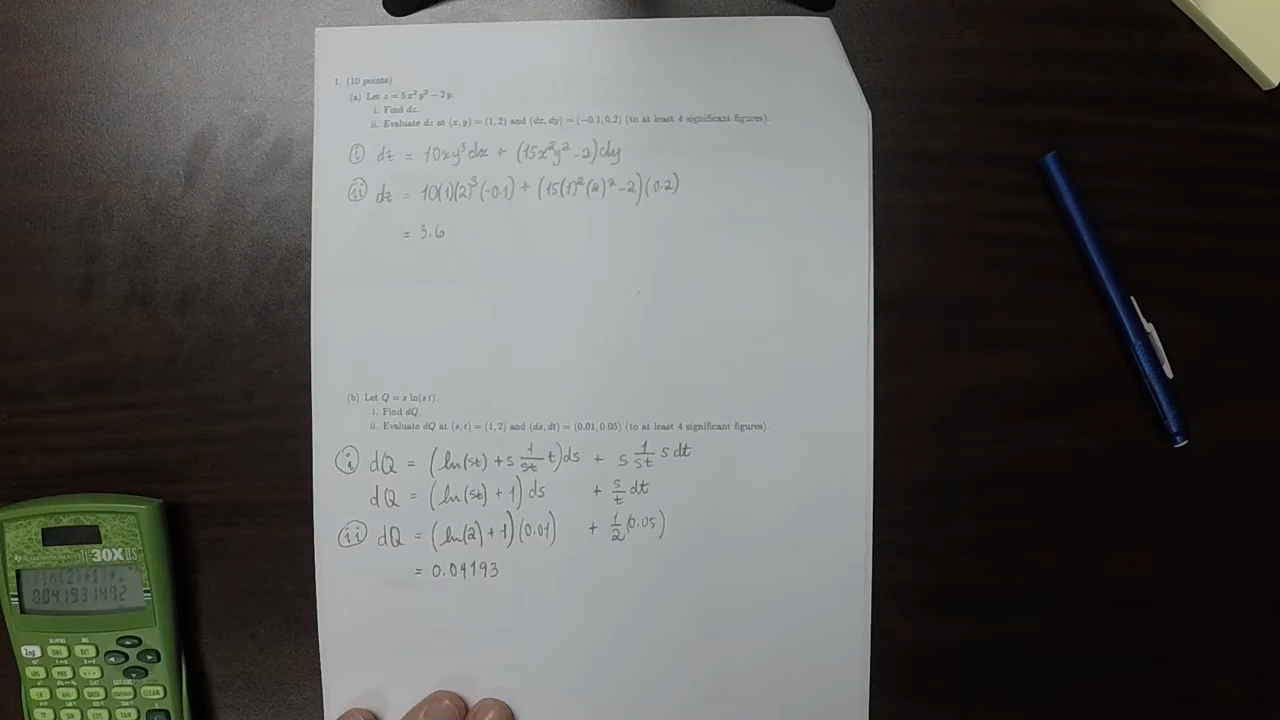 1. (10 points)
(a) Let z = 5x²y³ − 2y.
i. Find dz.
ii. Evaluate dz at (x, y) = (1, 2) and (dx, dy) = (−0.1, 0.2) (to at least 4 significant figures).
(i) dz = 10xy³dx + (15x²y² − 2)dy
(ii) dz = 10(1)(2)³(−0.1) + (15(1)²(2)² − 2)(0.2)
= 3.6
(b) Let Q = s ln(st).
i. Find dQ.
ii. Evaluate dQ at (s, t) = (1, 2) and (ds, dt) = (0.01, 0.05) (to at least 4 significant figures).
(i) dQ = (ln(st) + s 1/st t)ds + s 1/st s dt
dQ = (ln(st) + 1) ds + s/t dt
(ii) dQ = (ln(2) + 1)(0.01) + 1/2 (0.05)
= 0.04193
TI-30X IIS
0.041931472